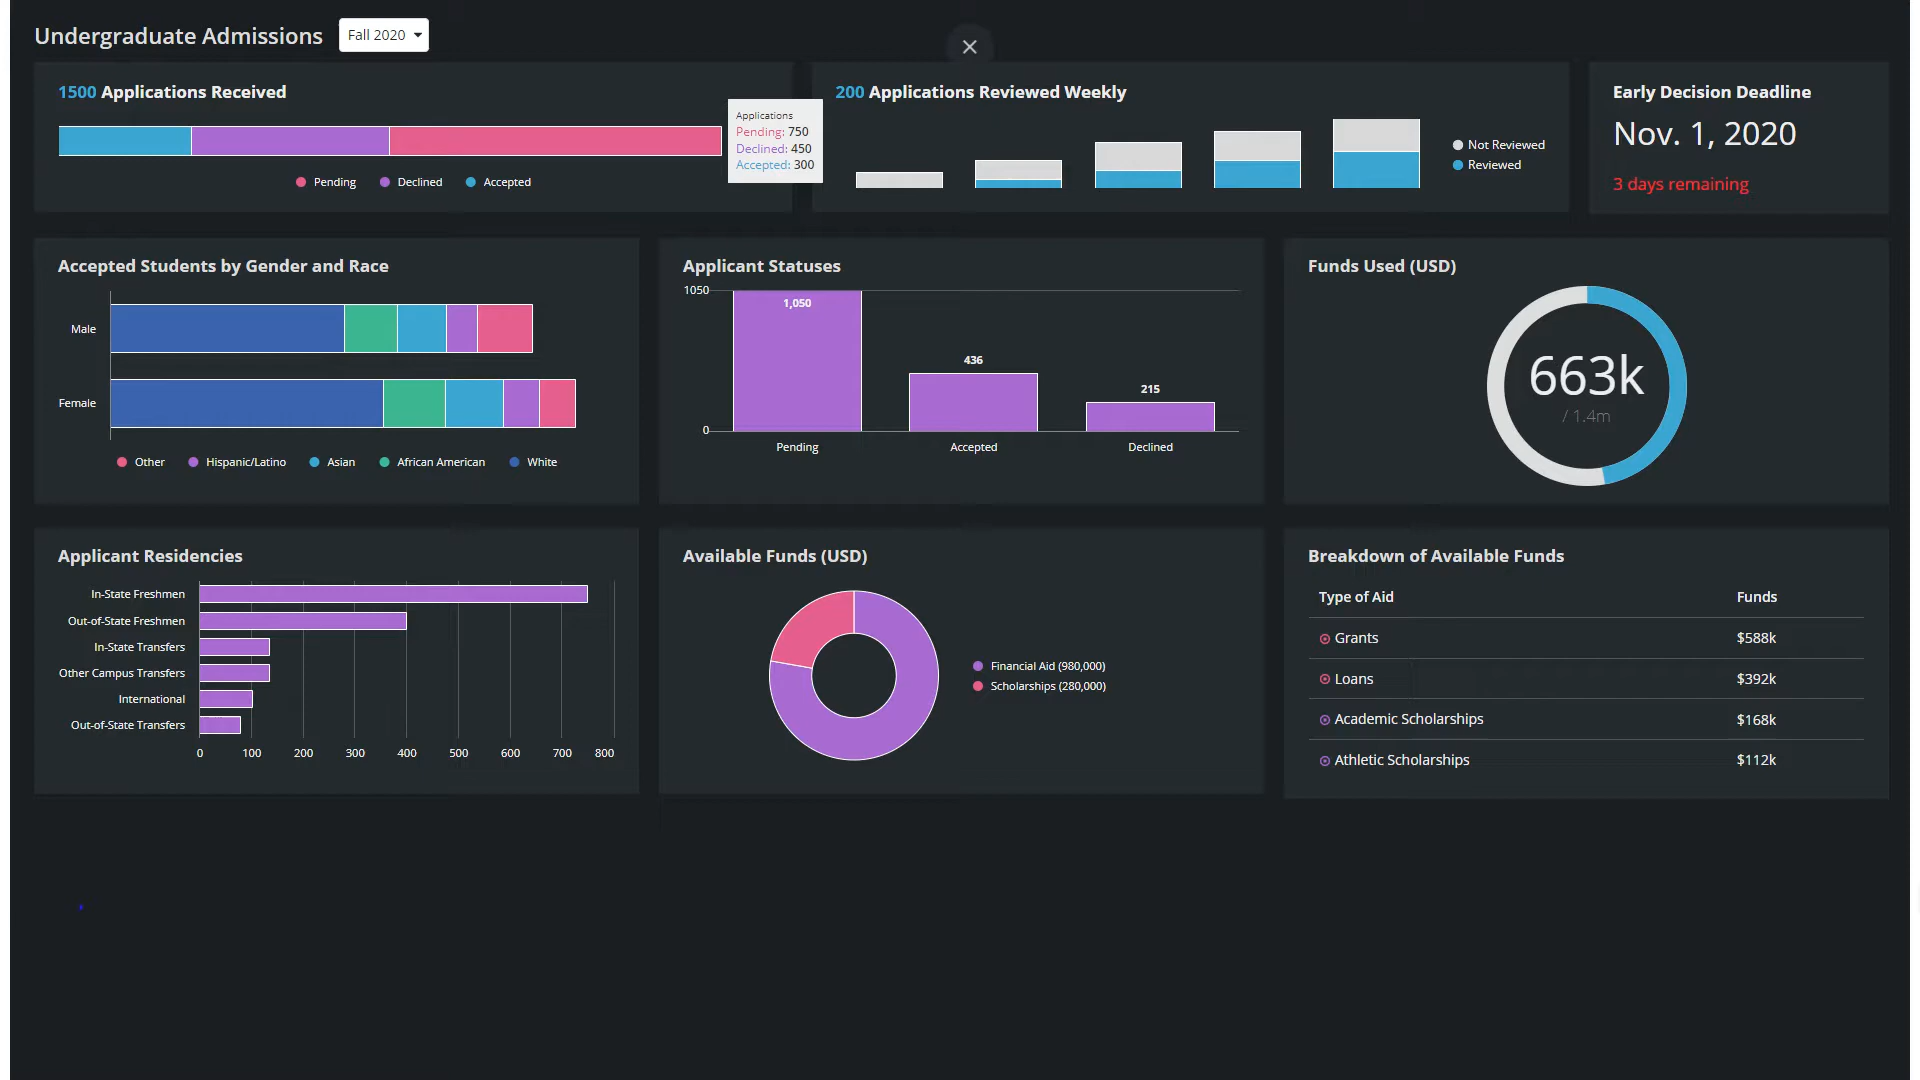 Undergraduate Admissions
Fall 2020
1500 Applications Received
Applications
Pending: 750
Declined: 450
Accepted: 300
Pending
Declined
Accepted
200 Applications Reviewed Weekly
Not Reviewed
Reviewed
Early Decision Deadline
Nov. 1, 2020
3 days remaining
Accepted Students by Gender and Race
Male
Female
Other
Hispanic/Latino
Asian
African American
White
Applicant Statuses
1050
0
1,050
436
215
Pending
Accepted
Declined
Funds Used (USD)
663k
/ 1.4m
Applicant Residencies
In-State Freshmen
Out-of-State Freshmen
In-State Transfers
Other Campus Transfers
International
Out-of-State Transfers
0 100 200 300 400 500 600 700 800
Available Funds (USD)
Financial Aid (980,000)
Scholarships (280,000)
Breakdown of Available Funds
Type of Aid Funds
Grants $588k
Loans $392k
Academic Scholarships $168k
Athletic Scholarships $112k